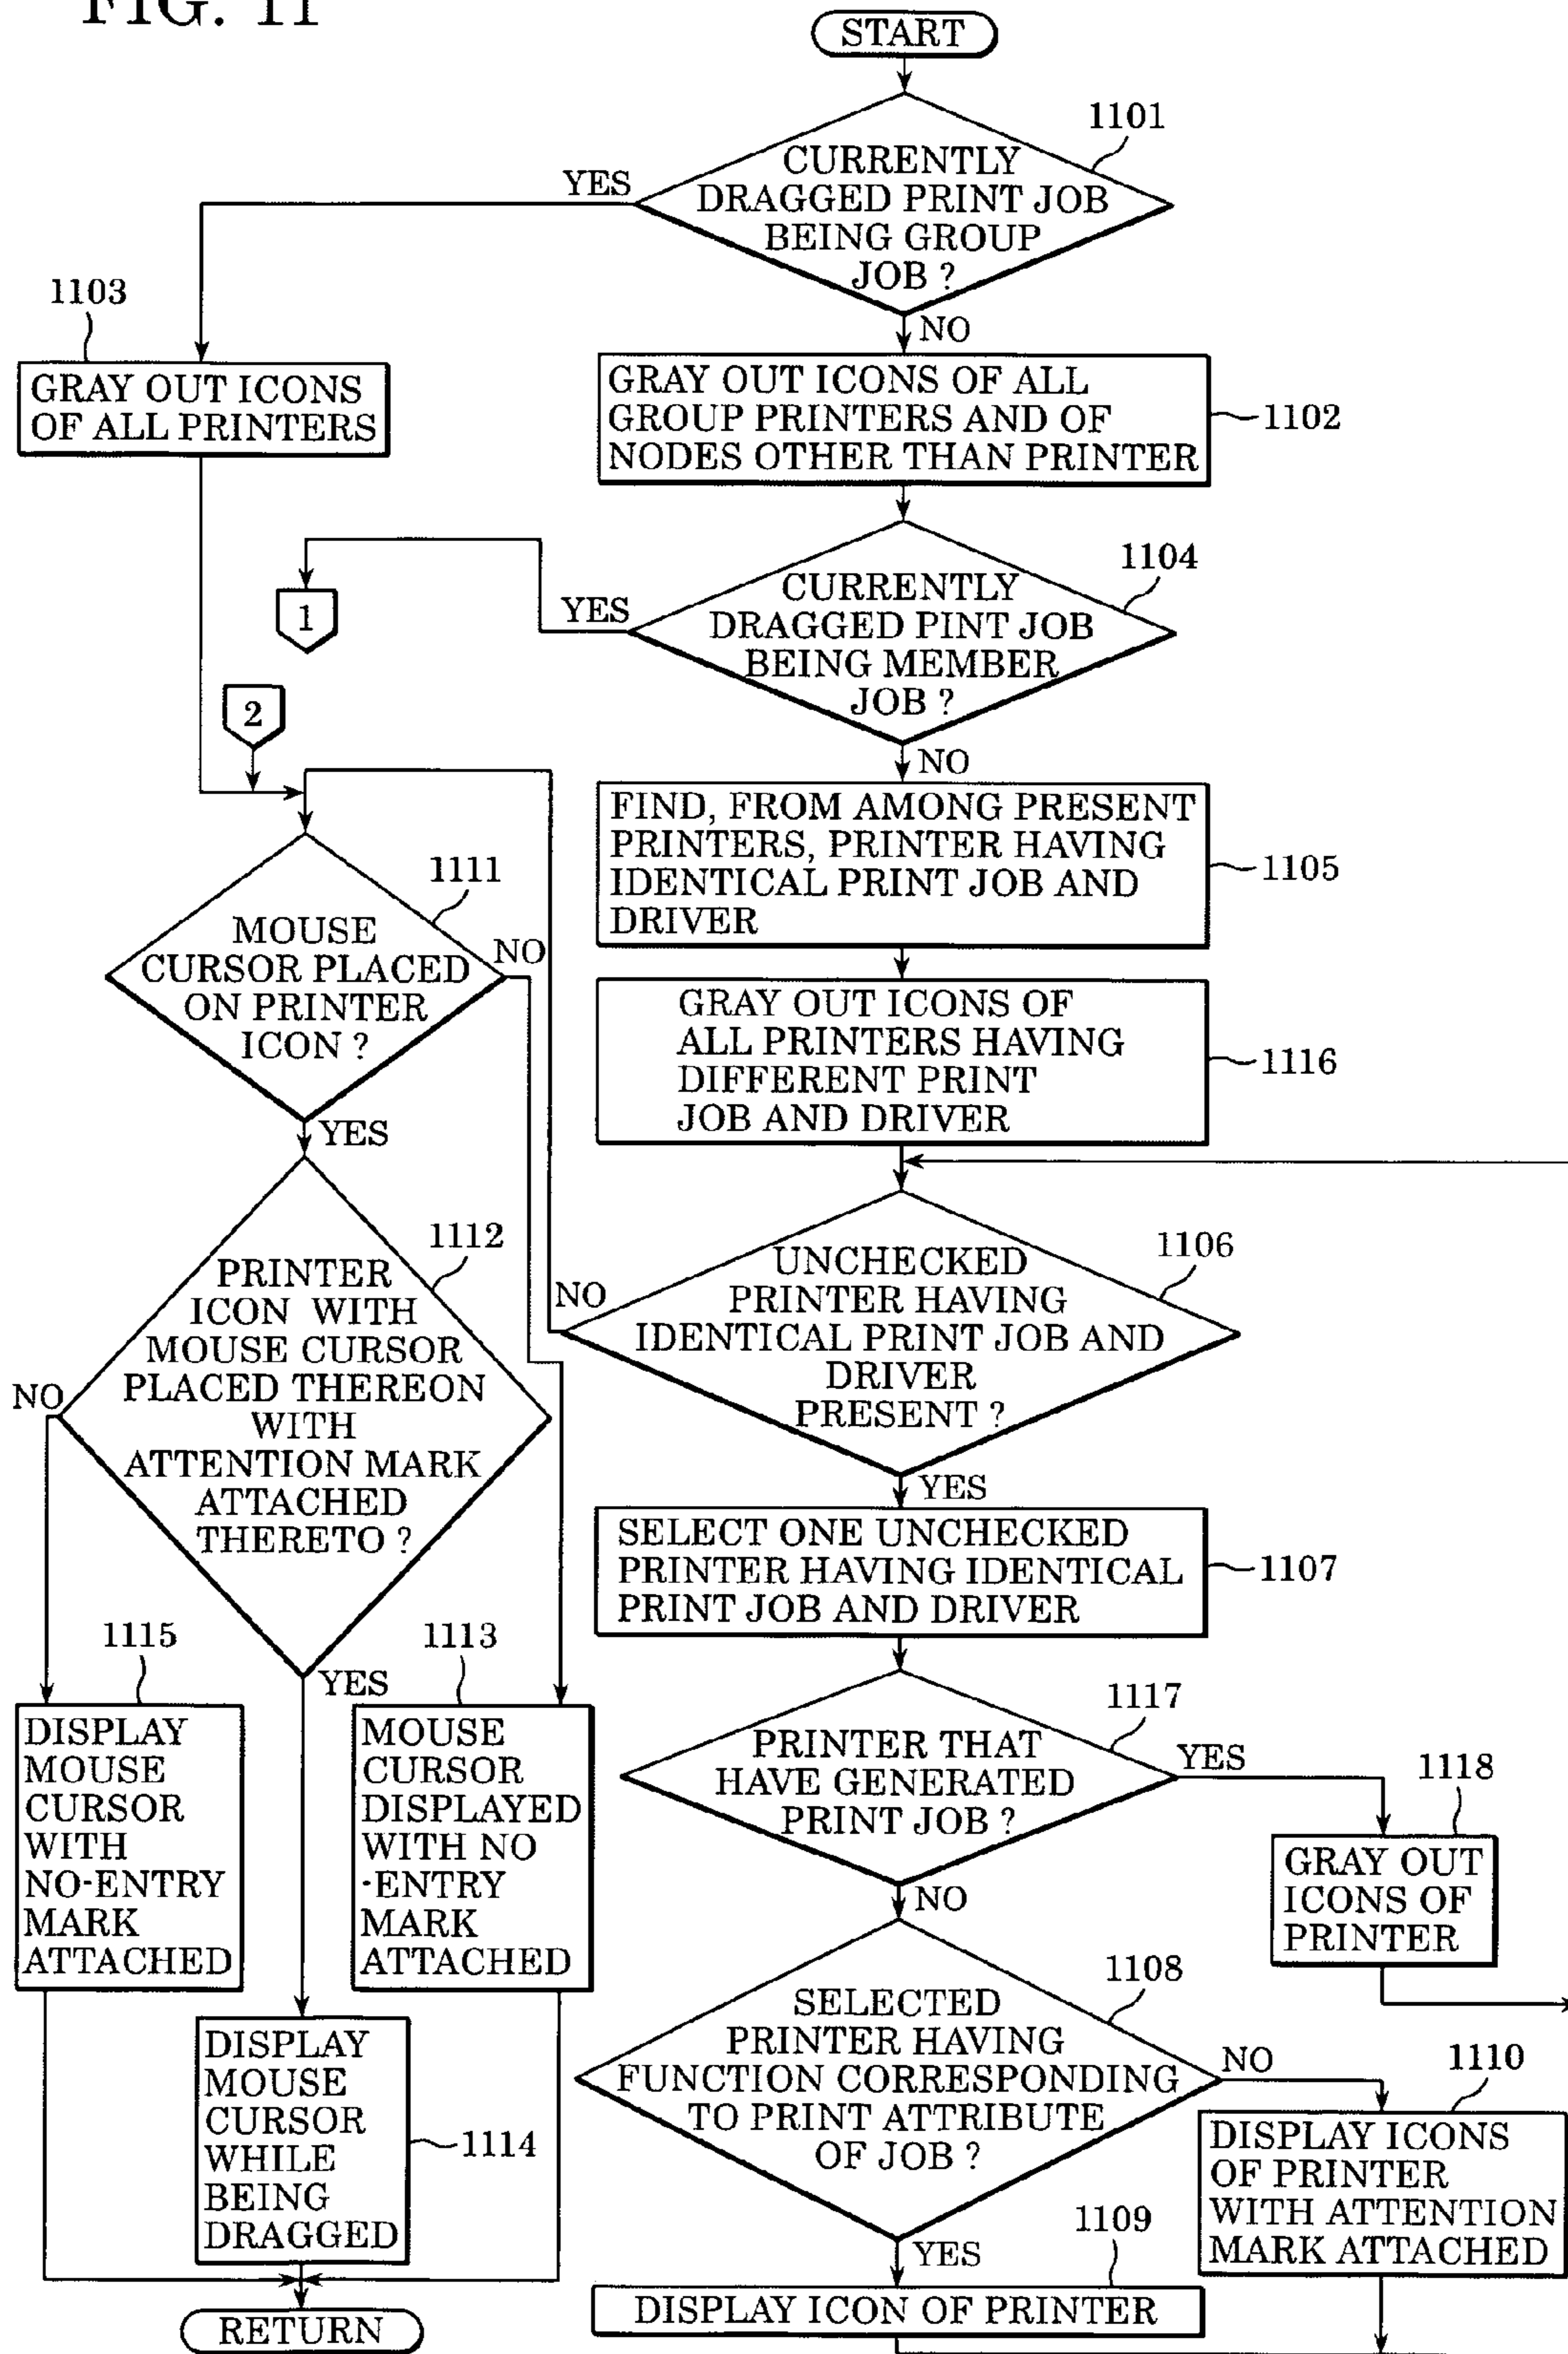 FIG. 11
START
1101
CURRENTLY
DRAGGED PRINT JOB
BEING GROUP
JOB ?
YES
NO
1103
GRAY OUT ICONS
OF ALL PRINTERS
GRAY OUT ICONS OF ALL
GROUP PRINTERS AND OF
NODES OTHER THAN PRINTER
1102
1104
CURRENTLY
DRAGGED PINT JOB
BEING MEMBER
JOB ?
YES
1
2
NO
FIND, FROM AMONG PRESENT
PRINTERS, PRINTER HAVING
IDENTICAL PRINT JOB AND
DRIVER
1105
1111
MOUSE
CURSOR PLACED
ON PRINTER
ICON ?
NO
YES
GRAY OUT ICONS OF
ALL PRINTERS HAVING
DIFFERENT PRINT
JOB AND DRIVER
1116
1112
PRINTER
ICON WITH
MOUSE CURSOR
PLACED THEREON
WITH
ATTENTION MARK
ATTACHED
THERETO ?
NO
YES
1106
UNCHECKED
PRINTER HAVING
IDENTICAL PRINT JOB AND
DRIVER
PRESENT ?
NO
YES
SELECT ONE UNCHECKED
PRINTER HAVING IDENTICAL
PRINT JOB AND DRIVER
1107
1115
DISPLAY
MOUSE
CURSOR
WITH
NO-ENTRY
MARK
ATTACHED
1113
MOUSE
CURSOR
DISPLAYED
WITH NO
-ENTRY
MARK
ATTACHED
1117
PRINTER THAT
HAVE GENERATED
PRINT JOB ?
YES
NO
1118
GRAY OUT
ICONS OF
PRINTER
DISPLAY
MOUSE
CURSOR
WHILE
BEING
DRAGGED
1114
1108
SELECTED
PRINTER HAVING
FUNCTION CORRESPONDING
TO PRINT ATTRIBUTE
OF JOB ?
NO
YES
1110
DISPLAY ICONS
OF PRINTER
WITH ATTENTION
MARK ATTACHED
1109
DISPLAY ICON OF PRINTER
RETURN